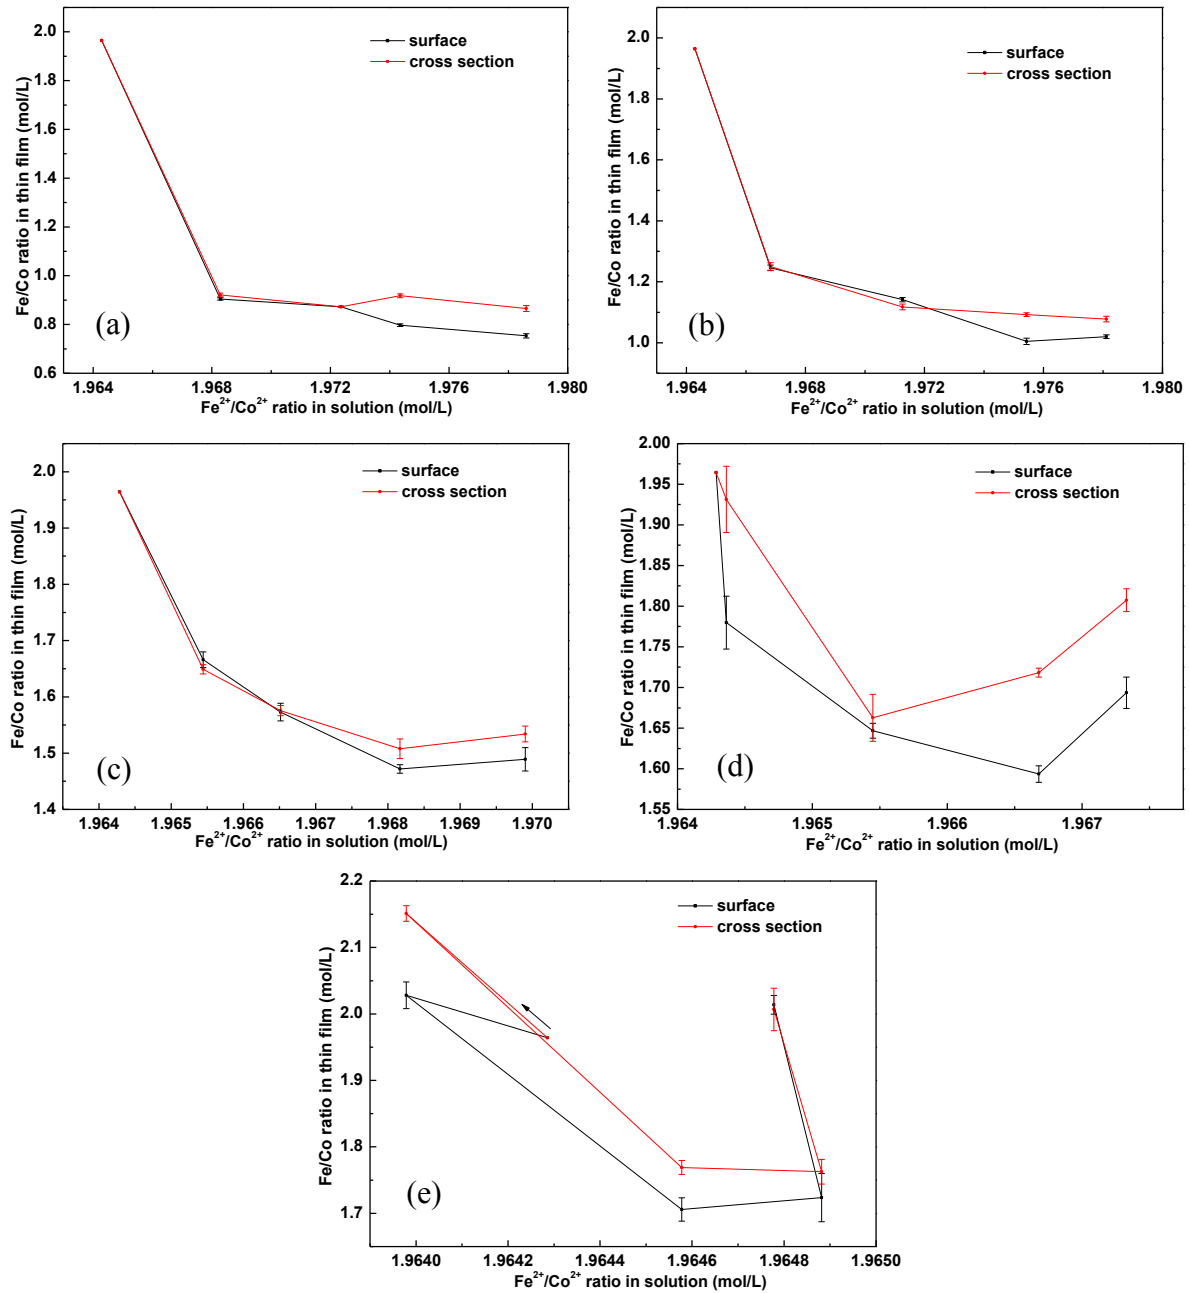 surface
cross section
Fe/Co ratio in thin film (mol/L)
2.0
1.8
1.6
1.4
1.2
1.0
0.8
0.6
(a)
1.964 1.968 1.972 1.976 1.980
Fe²⁺/Co²⁺ ratio in solution (mol/L)
surface
cross section
Fe/Co ratio in thin film (mol/L)
2.0
1.8
1.6
1.4
1.2
1.0
(b)
1.964 1.968 1.972 1.976 1.980
Fe²⁺/Co²⁺ ratio in solution (mol/L)
surface
cross section
Fe/Co ratio in thin film (mol/L)
2.0
1.9
1.8
1.7
1.6
1.5
1.4
(c)
1.964 1.965 1.966 1.967 1.968 1.969 1.970
Fe²⁺/Co²⁺ ratio in solution (mol/L)
surface
cross section
Fe/Co ratio in thin film (mol/L)
2.00
1.95
1.90
1.85
1.80
1.75
1.70
1.65
1.60
1.55
(d)
1.964 1.965 1.966 1.967
Fe²⁺/Co²⁺ ratio in solution (mol/L)
surface
cross section
Fe/Co ratio in thin film (mol/L)
2.2
2.1
2.0
1.9
1.8
1.7
(e)
1.9640 1.9642 1.9644 1.9646 1.9648 1.9650
Fe²⁺/Co²⁺ ratio in solution (mol/L)